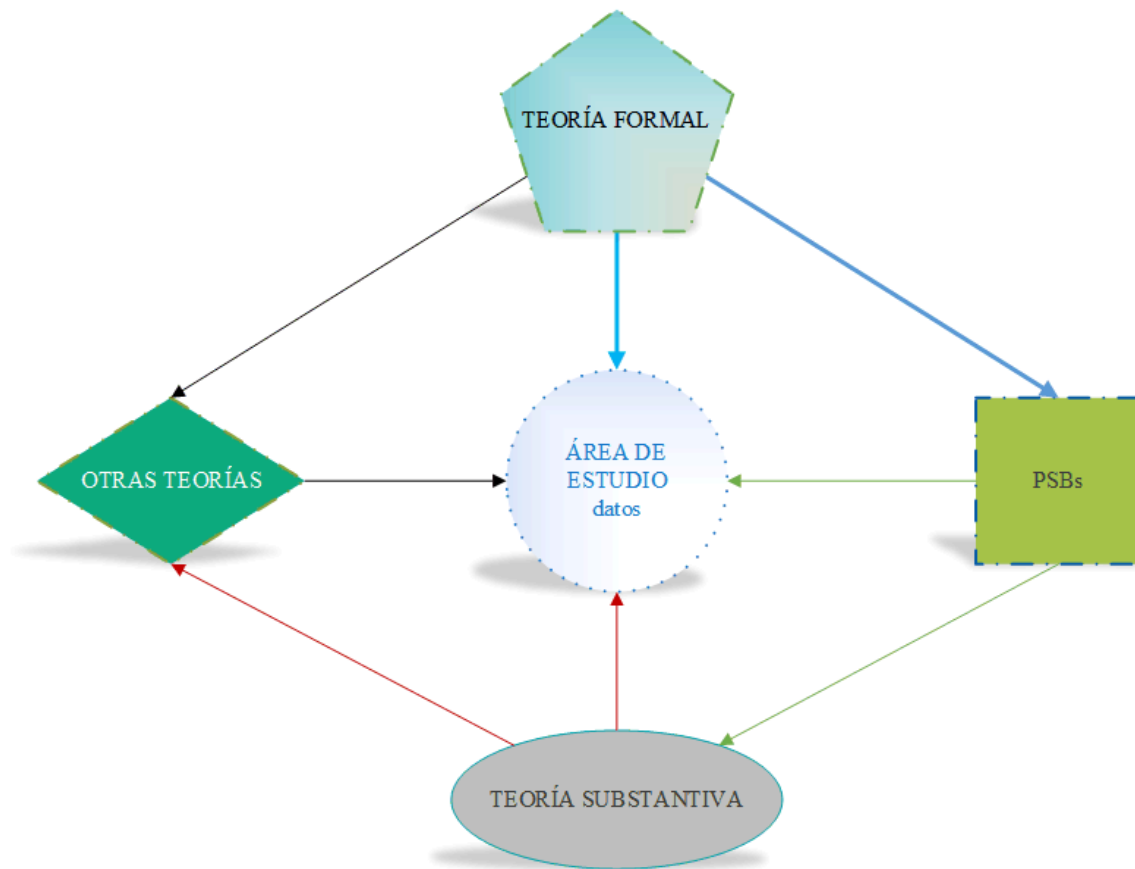 TEORÍA FORMAL
OTRAS TEORÍAS
ÁREA DE
ESTUDIO
datos
PSBs
TEORÍA SUBSTANTIVA